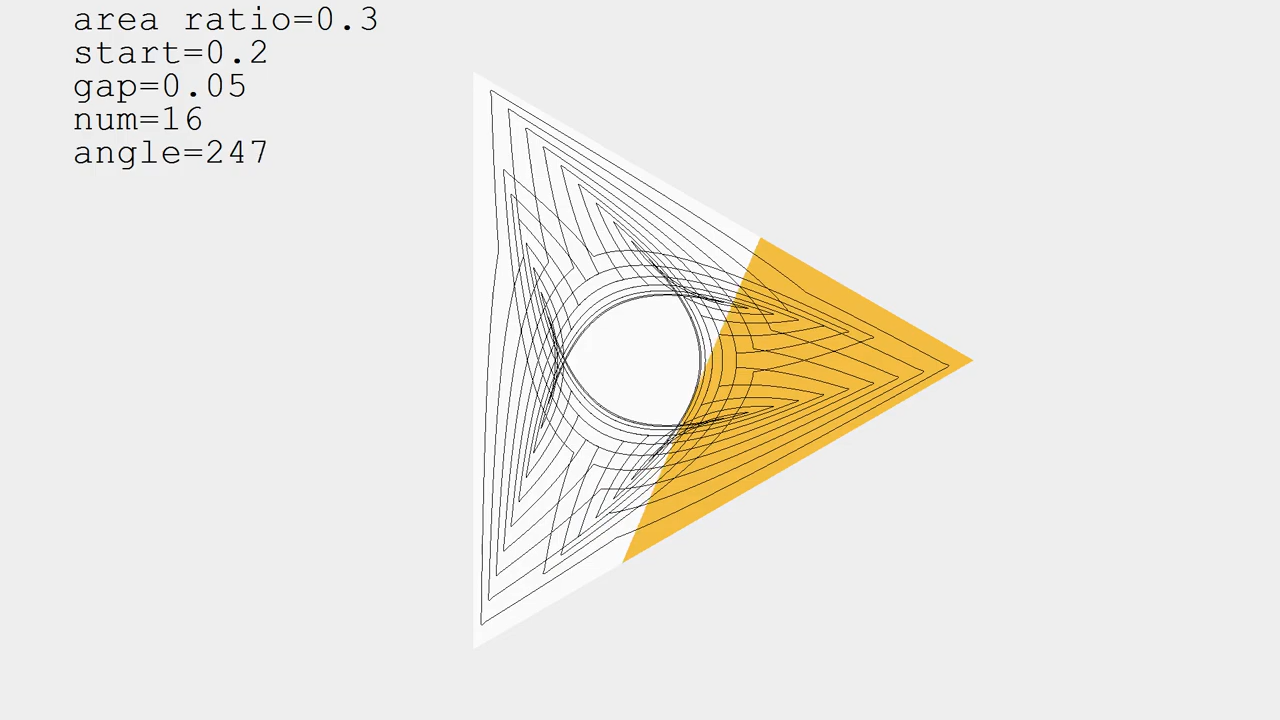 area ratio=0.3
start=0.2
gap=0.05
num=16
angle=247